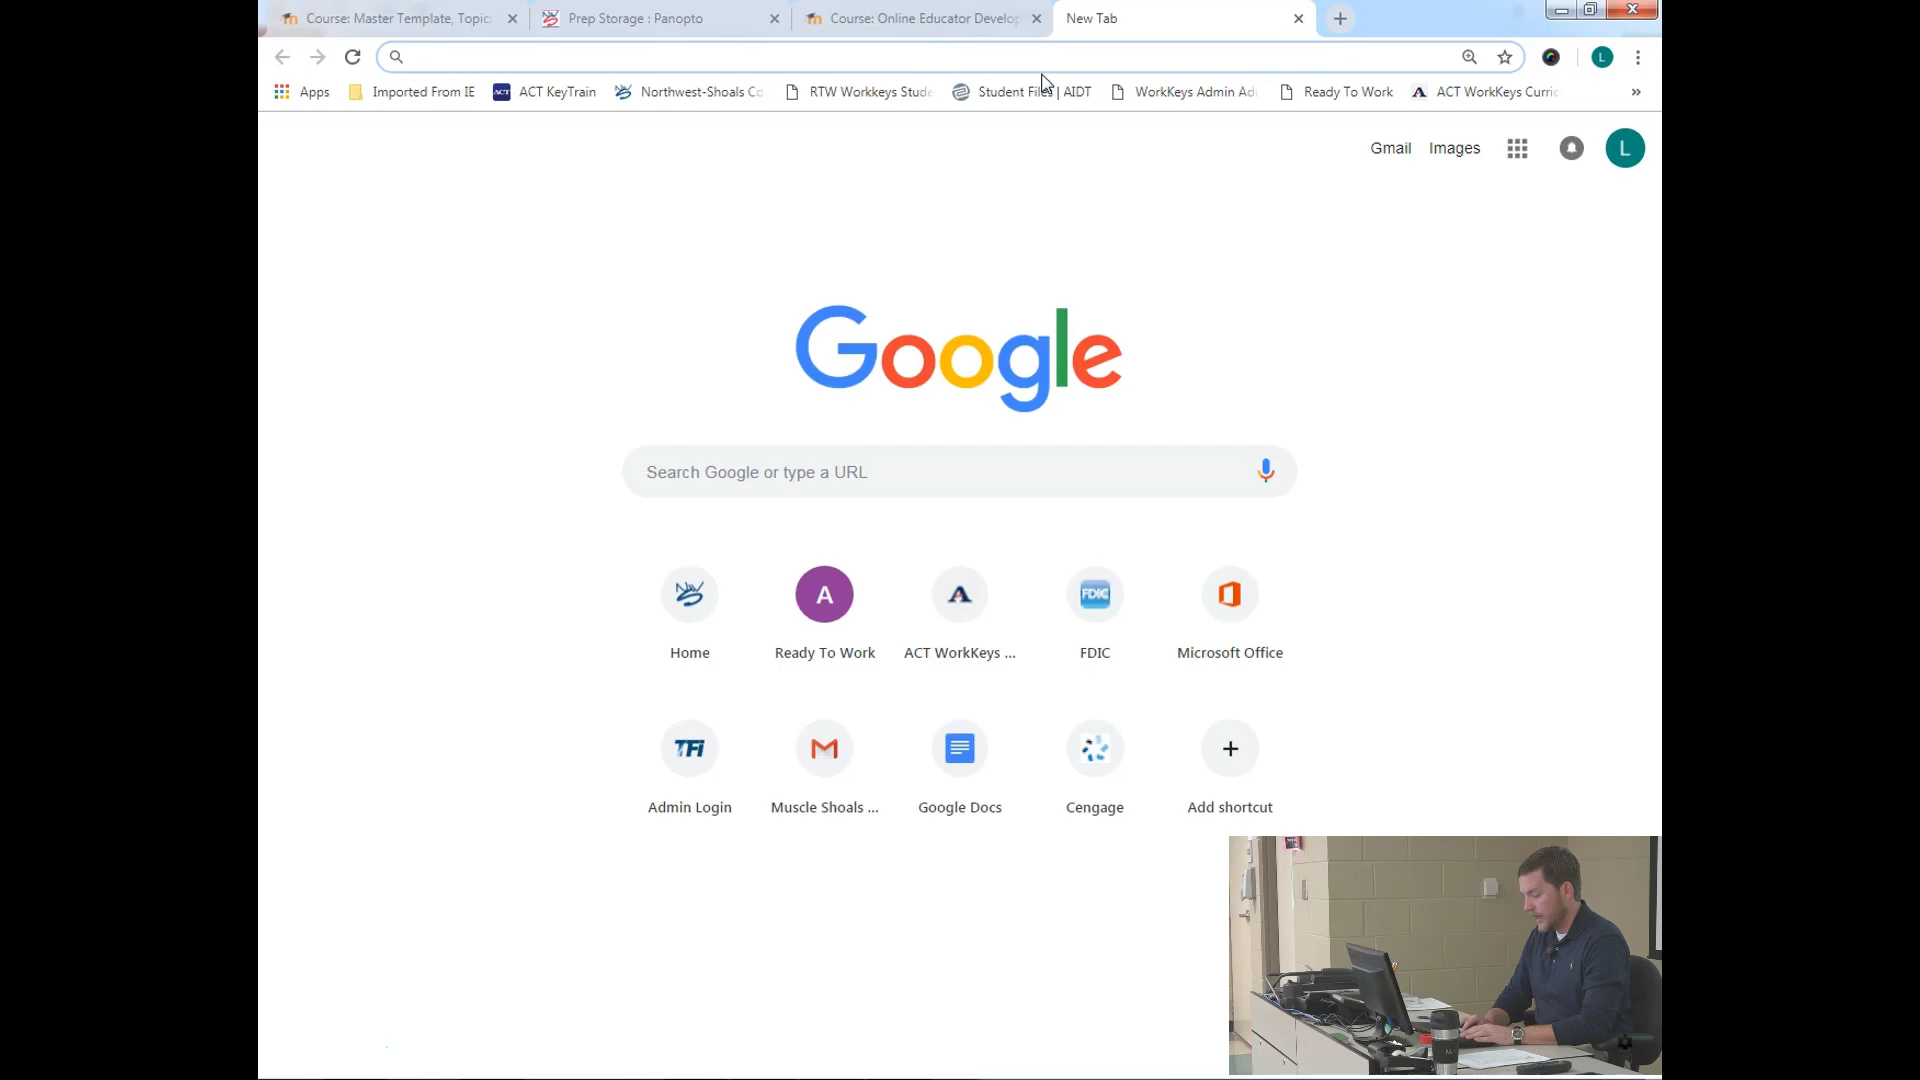 Course: Master Template, Topic:
Prep Storage : Panopto
Course: Online Educator Develop
New Tab
L
Apps
Imported From IE
ACT
ACT KeyTrain
Northwest-Shoals Co
RTW Workkeys Stude
Student Files | AIDT
WorkKeys Admin Ad
Ready To Work
A
ACT WorkKeys Curric
»
Gmail
Images
L
Google
Search Google or type a URL
Home
A
Ready To Work
A
ACT WorkKeys ...
FDIC
FDIC
Microsoft Office
TFi
Admin Login
Muscle Shoals ...
Google Docs
Cengage
Add shortcut